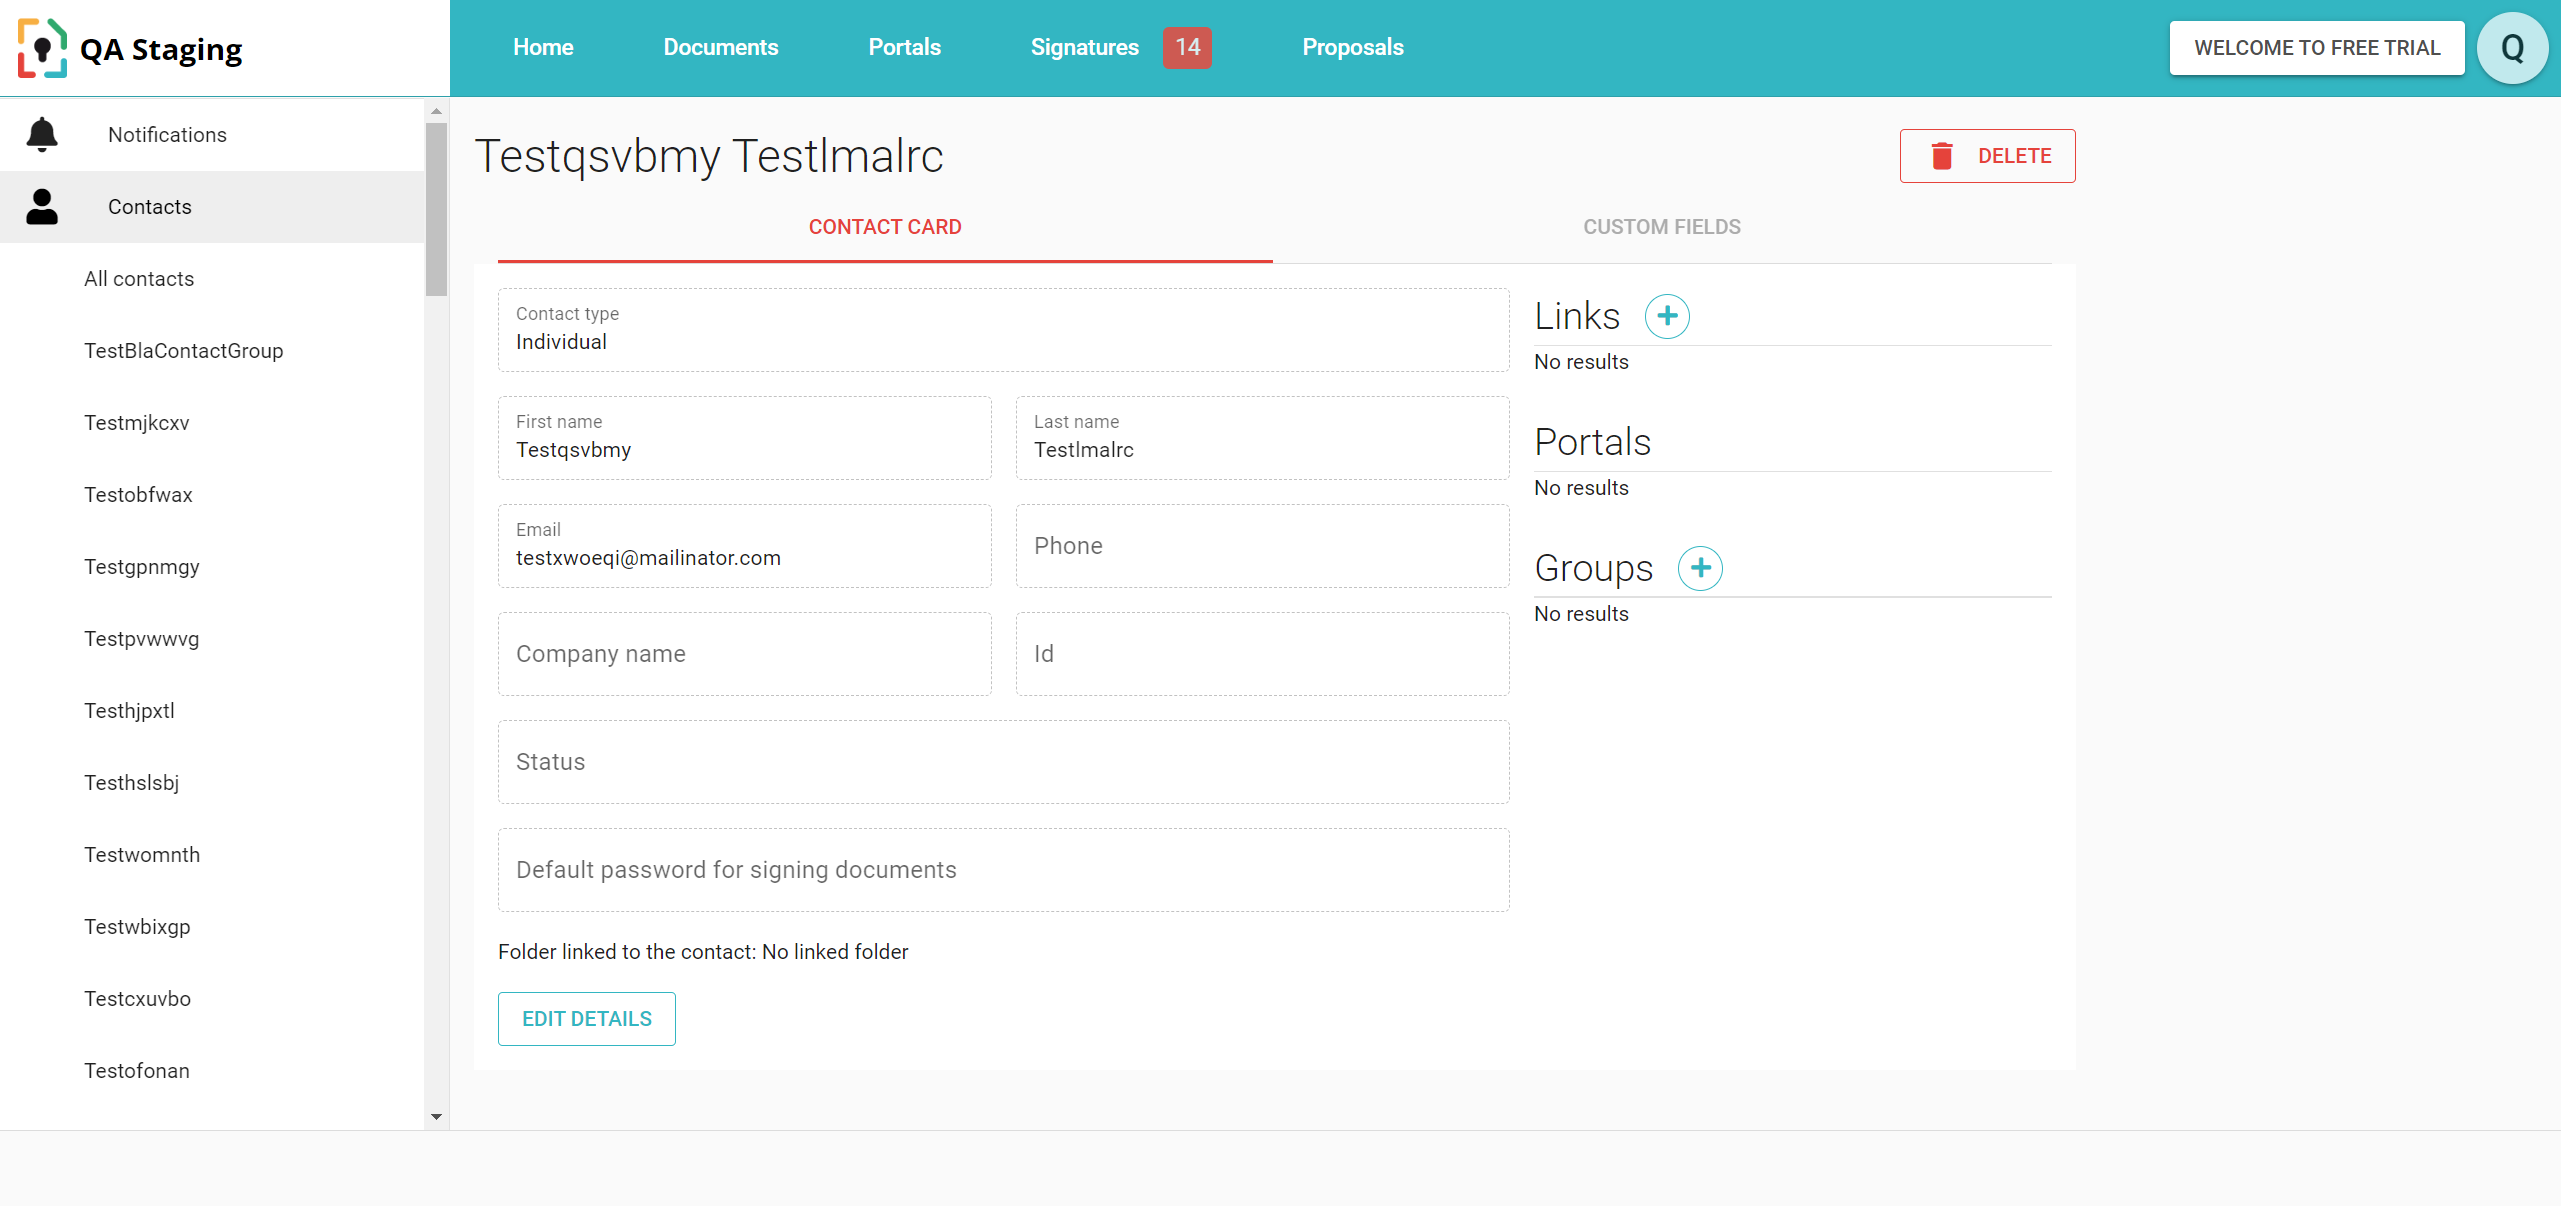 QA Staging
Home Documents Portals Signatures 14 Proposals
WELCOME TO FREE TRIAL Q
Notifications
Contacts
All contacts
TestBlaContactGroup
Testmjkcxv
Testobfwax
Testgpnmgy
Testpvwwvg
Testhjpxtl
Testhslsbj
Testwomnth
Testwbixgp
Testcxuvbo
Testofonan
Testqsvbmy Testlmalrc
DELETE
CONTACT CARD CUSTOM FIELDS
Contact type
Individual
First name
Testqsvbmy
Last name
Testlmalrc
Email
testxwoeqi@mailinator.com
Phone
Company name
Id
Status
Default password for signing documents
Folder linked to the contact: No linked folder
EDIT DETAILS
Links
No results
Portals
No results
Groups
No results